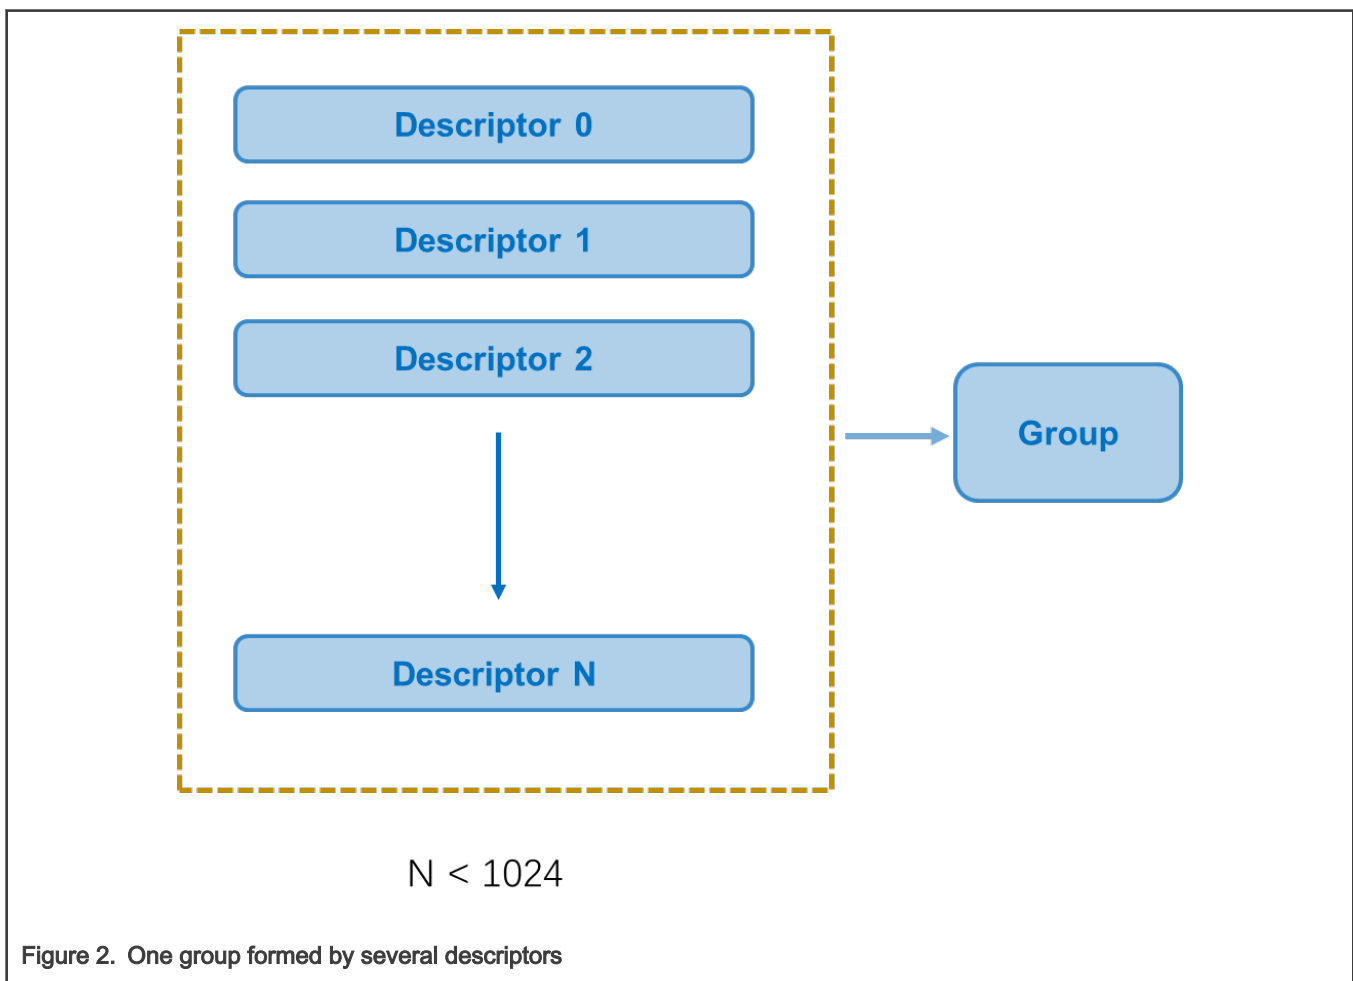 Descriptor 0
Descriptor 1
Descriptor 2
Group
Descriptor N
N < 1024
Figure 2. One group formed by several descriptors